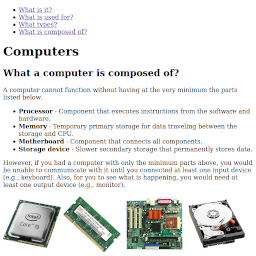 What is it?
What is used for?
What types?
What is composed of?
Computers
What a computer is composed of?
A computer cannot function without having at the very minimum the parts
listed below.
Processor - Component that executes instructions from the software and
hardware.
Memory - Temporary primary storage for data traveling between the
storage and CPU.
Motherboard - Component that connects all components.
Storage device - Slower secondary storage that permanently stores data.
However, if you had a computer with only the minimum parts above, you would
be unable to communicate with it until you connected at least one input device
(e.g., keyboard). Also, for you to see what is happening, you would need at
least one output device (e.g., monitor).
intel
Core